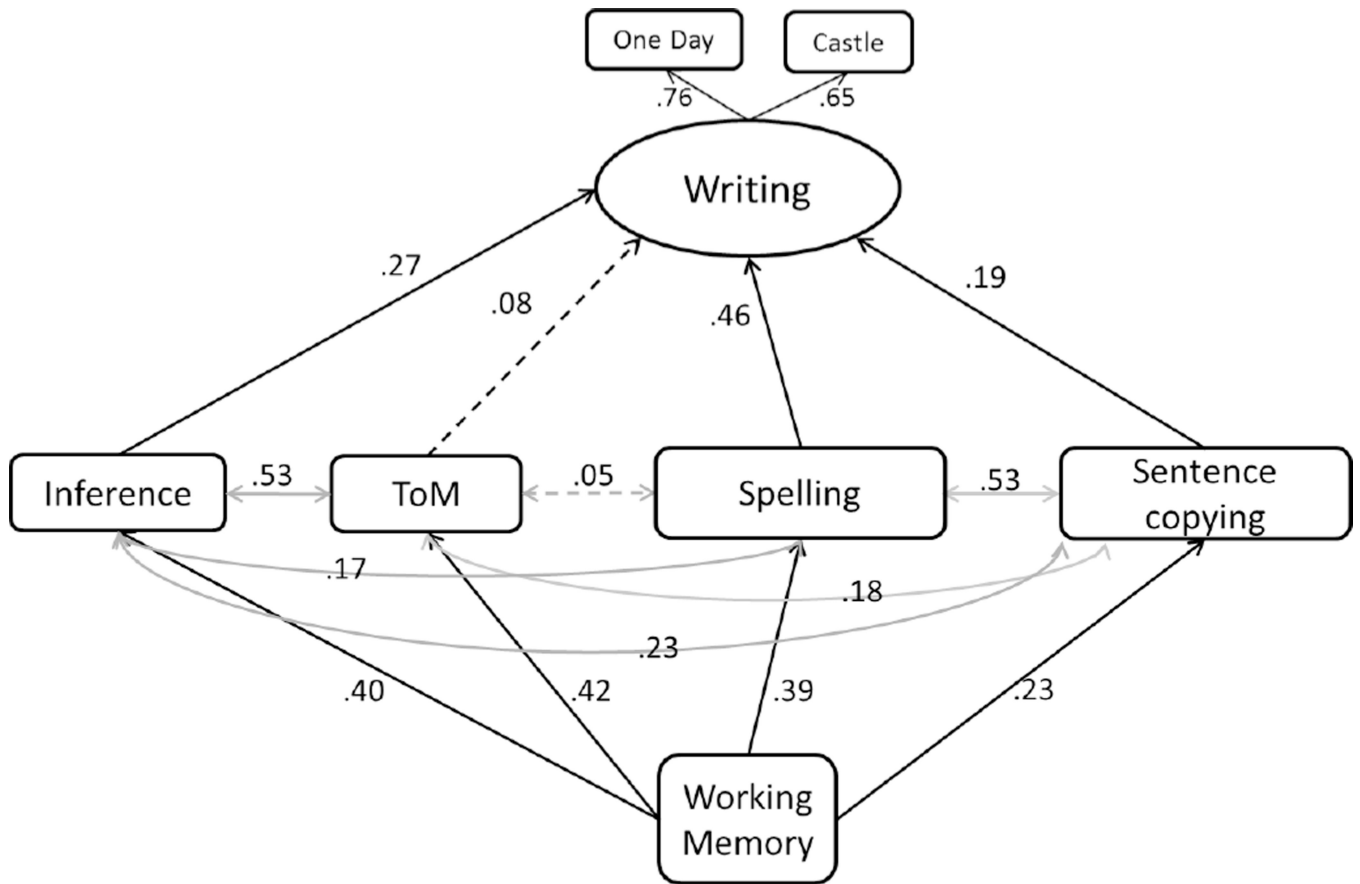 One Day
Castle
.76
.65
Writing
.27
.08
.46
.19
Inference
.53
ToM
.05
Spelling
.53
Sentence
copying
.17
.18
.23
.40
.42
.39
.23
Working
Memory